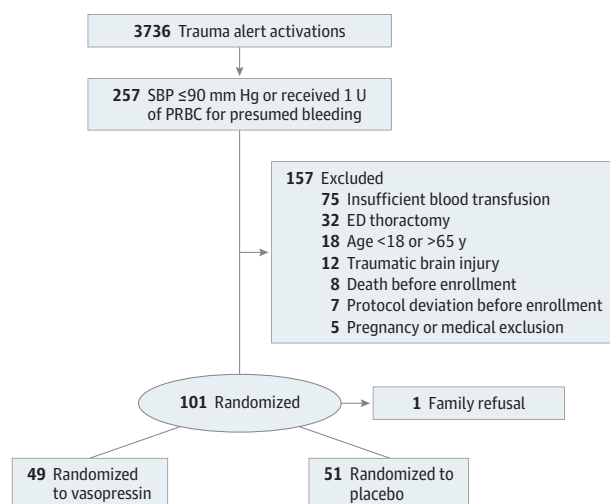 3736 Trauma alert activations
257 SBP ≤90 mm Hg or received 1 U
of PRBC for presumed bleeding
157 Excluded
75 Insufficient blood transfusion
32 ED thoractomy
18 Age <18 or >65 y
12 Traumatic brain injury
8 Death before enrollment
7 Protocol deviation before enrollment
5 Pregnancy or medical exclusion
101 Randomized
1 Family refusal
49 Randomized
to vasopressin
51 Randomized to
placebo